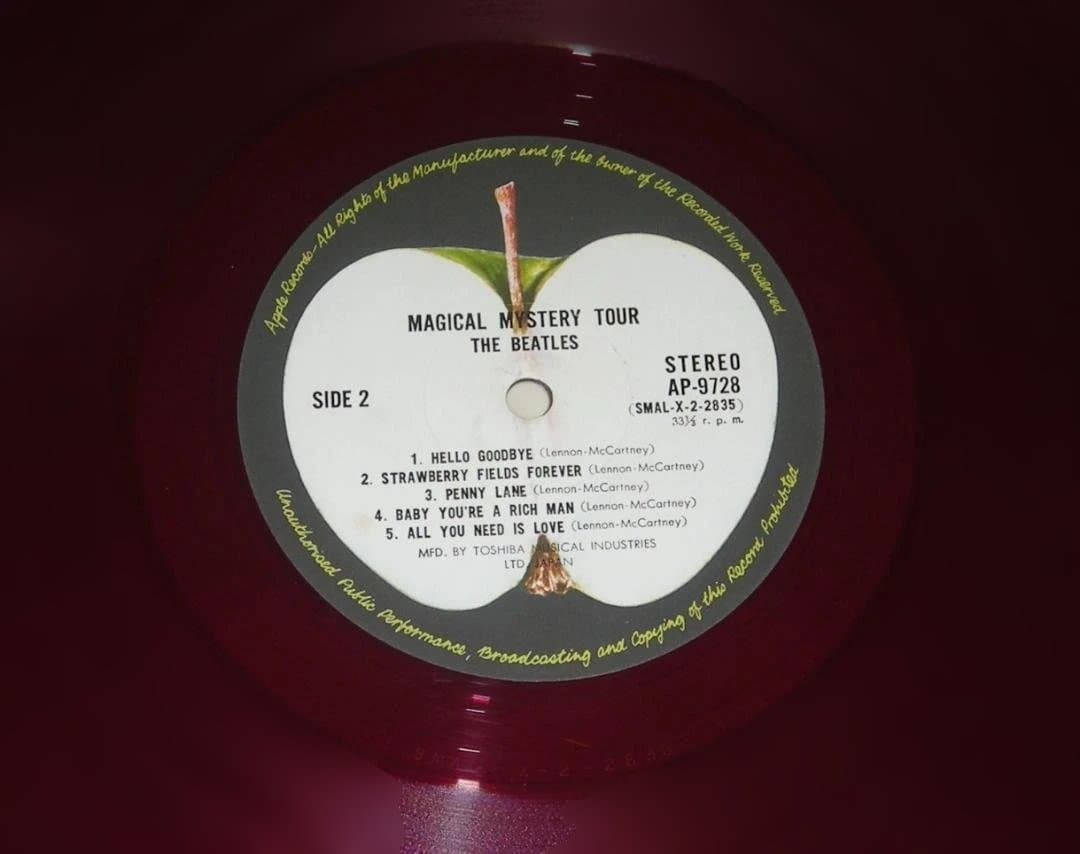 Apple Records-All Rights of the Manufacturer and of the Owner of the Recorded Work Reserved
MAGICAL MYSTERY TOUR
THE BEATLES
STEREO
AP-9728
SIDE 2
(SMAL-X-2-2835)
33⅓ r. p. m.
1. HELLO GOODBYE (Lennon-McCartney)
2. STRAWBERRY FIELDS FOREVER (Lennon-McCartney)
3. PENNY LANE (Lennon-McCartney)
4. BABY YOU'RE A RICH MAN (Lennon-McCartney)
5. ALL YOU NEED IS LOVE (Lennon-McCartney)
MFD. BY TOSHIBA MUSICAL INDUSTRIES
LTD. JAPAN
Unauthorised Public Performance, Broadcasting and Copying of this Record Prohibited